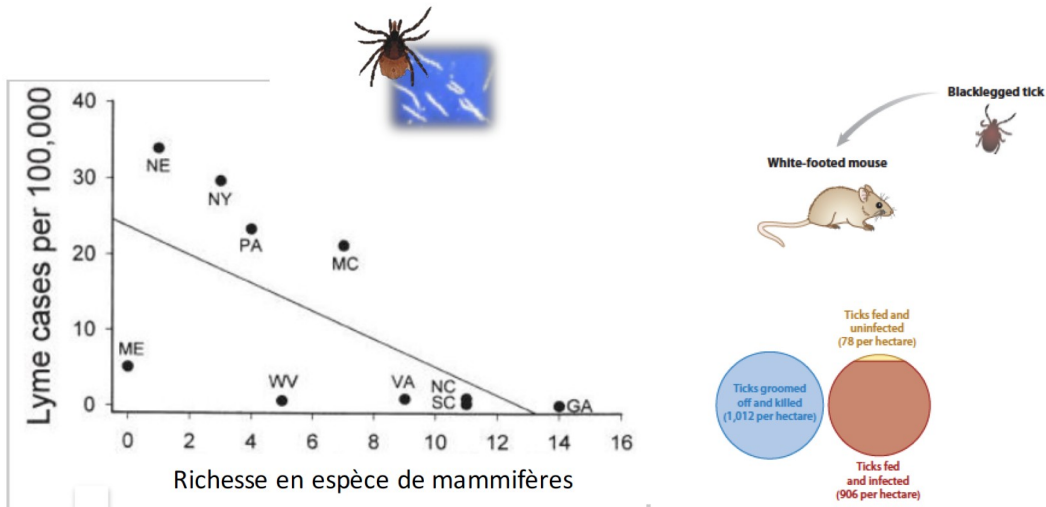 Lyme cases per 100,000
40
30
20
10
0
NE
NY
PA
MC
ME
WV
VA
NC
SC
GA
0 2 4 6 8 10 12 14 16
Richesse en espèce de mammifères
Blacklegged tick
White-footed mouse
Ticks groomed
off and killed
(1,012 per hectare)
Ticks fed and
uninfected
(78 per hectare)
Ticks fed
and infected
(906 per hectare)